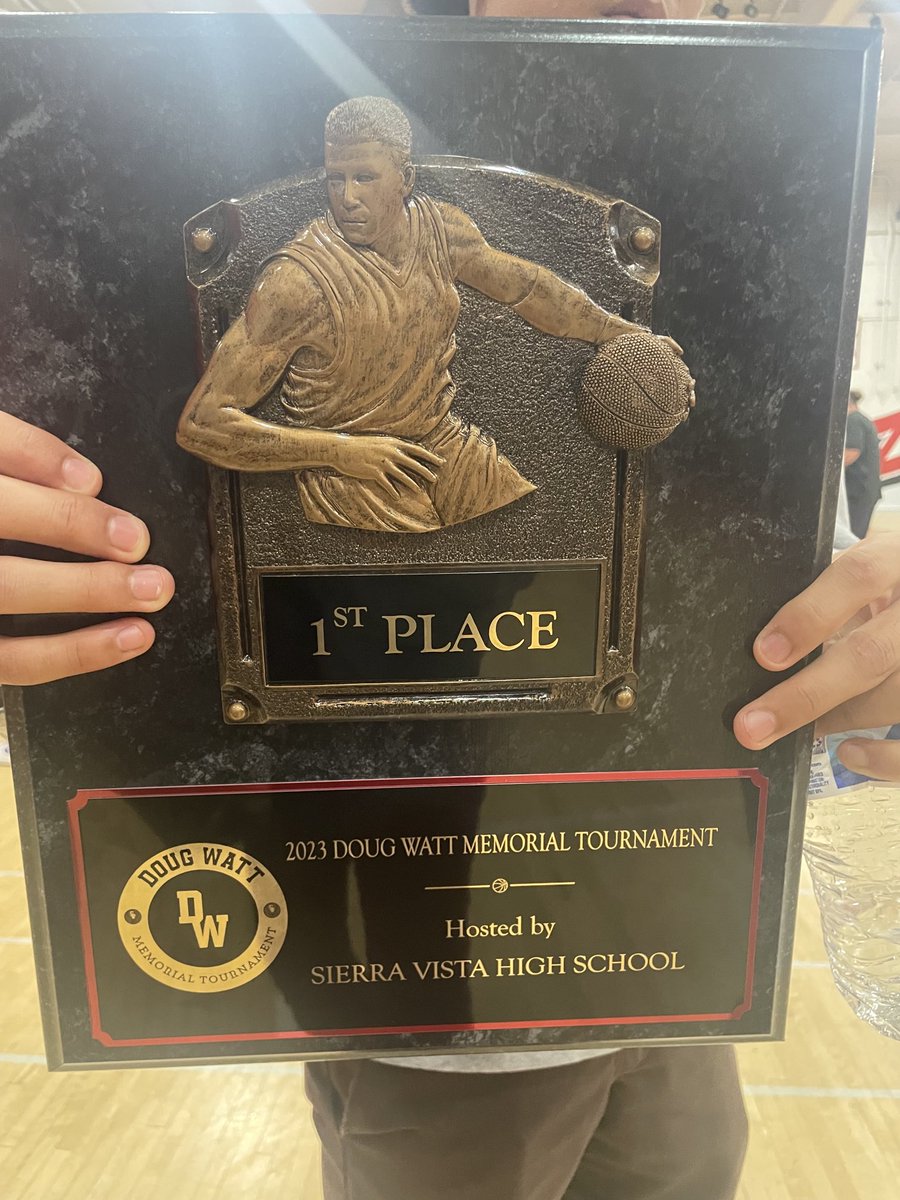 1ST PLACE
DOUG WATT
DW
MEMORIAL TOURNAMENT
2023 DOUG WATT MEMORIAL TOURNAMENT
Hosted by
SIERRA VISTA HIGH SCHOOL